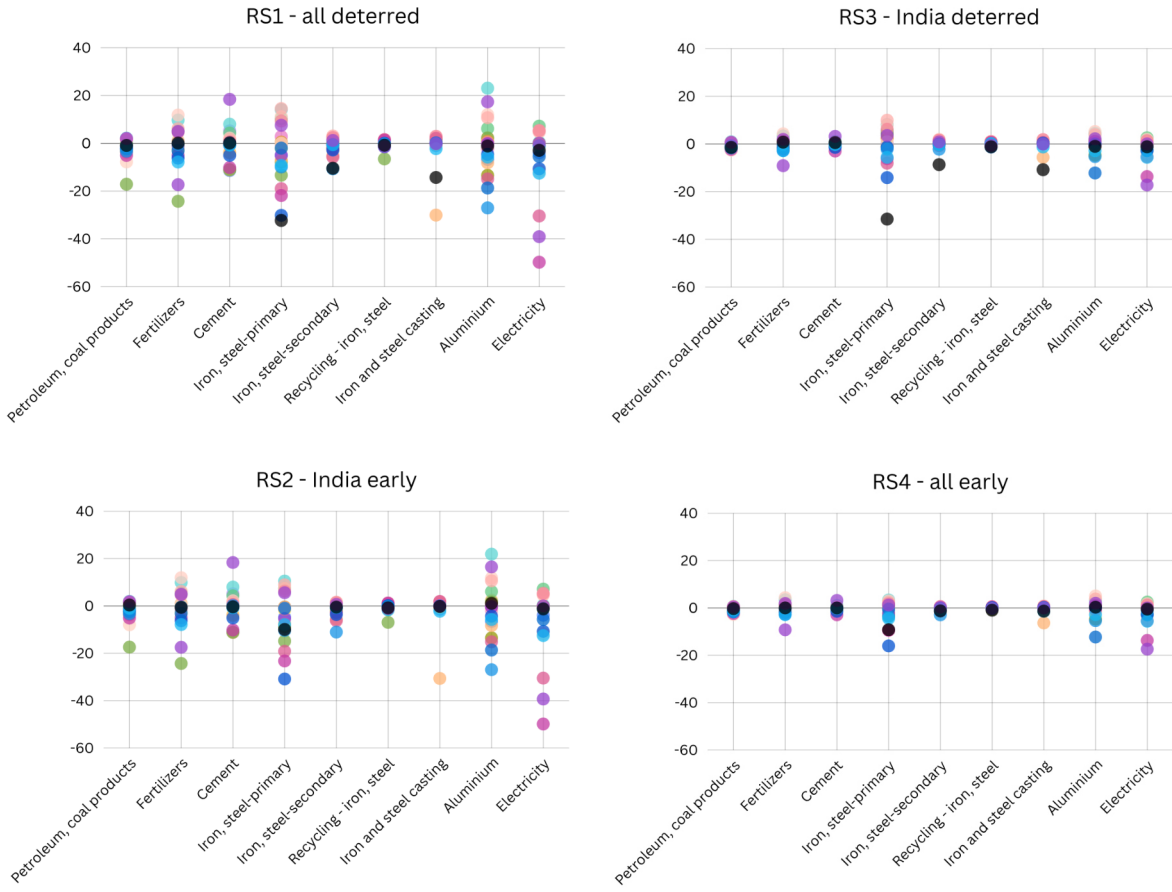 RS1 - all deterred
40
20
0
-20
-40
-60
Petroleum, coal products
Fertilizers
Cement
Iron, steel-primary
Iron, steel-secondary
Recycling - iron, steel
Iron and steel casting
Aluminium
Electricity
RS3 - India deterred
40
20
0
-20
-40
-60
Petroleum, coal products
Fertilizers
Cement
Iron, steel-primary
Iron, steel-secondary
Recycling - iron, steel
Iron and steel casting
Aluminium
Electricity
RS2 - India early
40
20
0
-20
-40
-60
Petroleum, coal products
Fertilizers
Cement
Iron, steel-primary
Iron, steel-secondary
Recycling - iron, steel
Iron and steel casting
Aluminium
Electricity
RS4 - all early
40
20
0
-20
-40
-60
Petroleum, coal products
Fertilizers
Cement
Iron, steel-primary
Iron, steel-secondary
Recycling - iron, steel
Iron and steel casting
Aluminium
Electricity